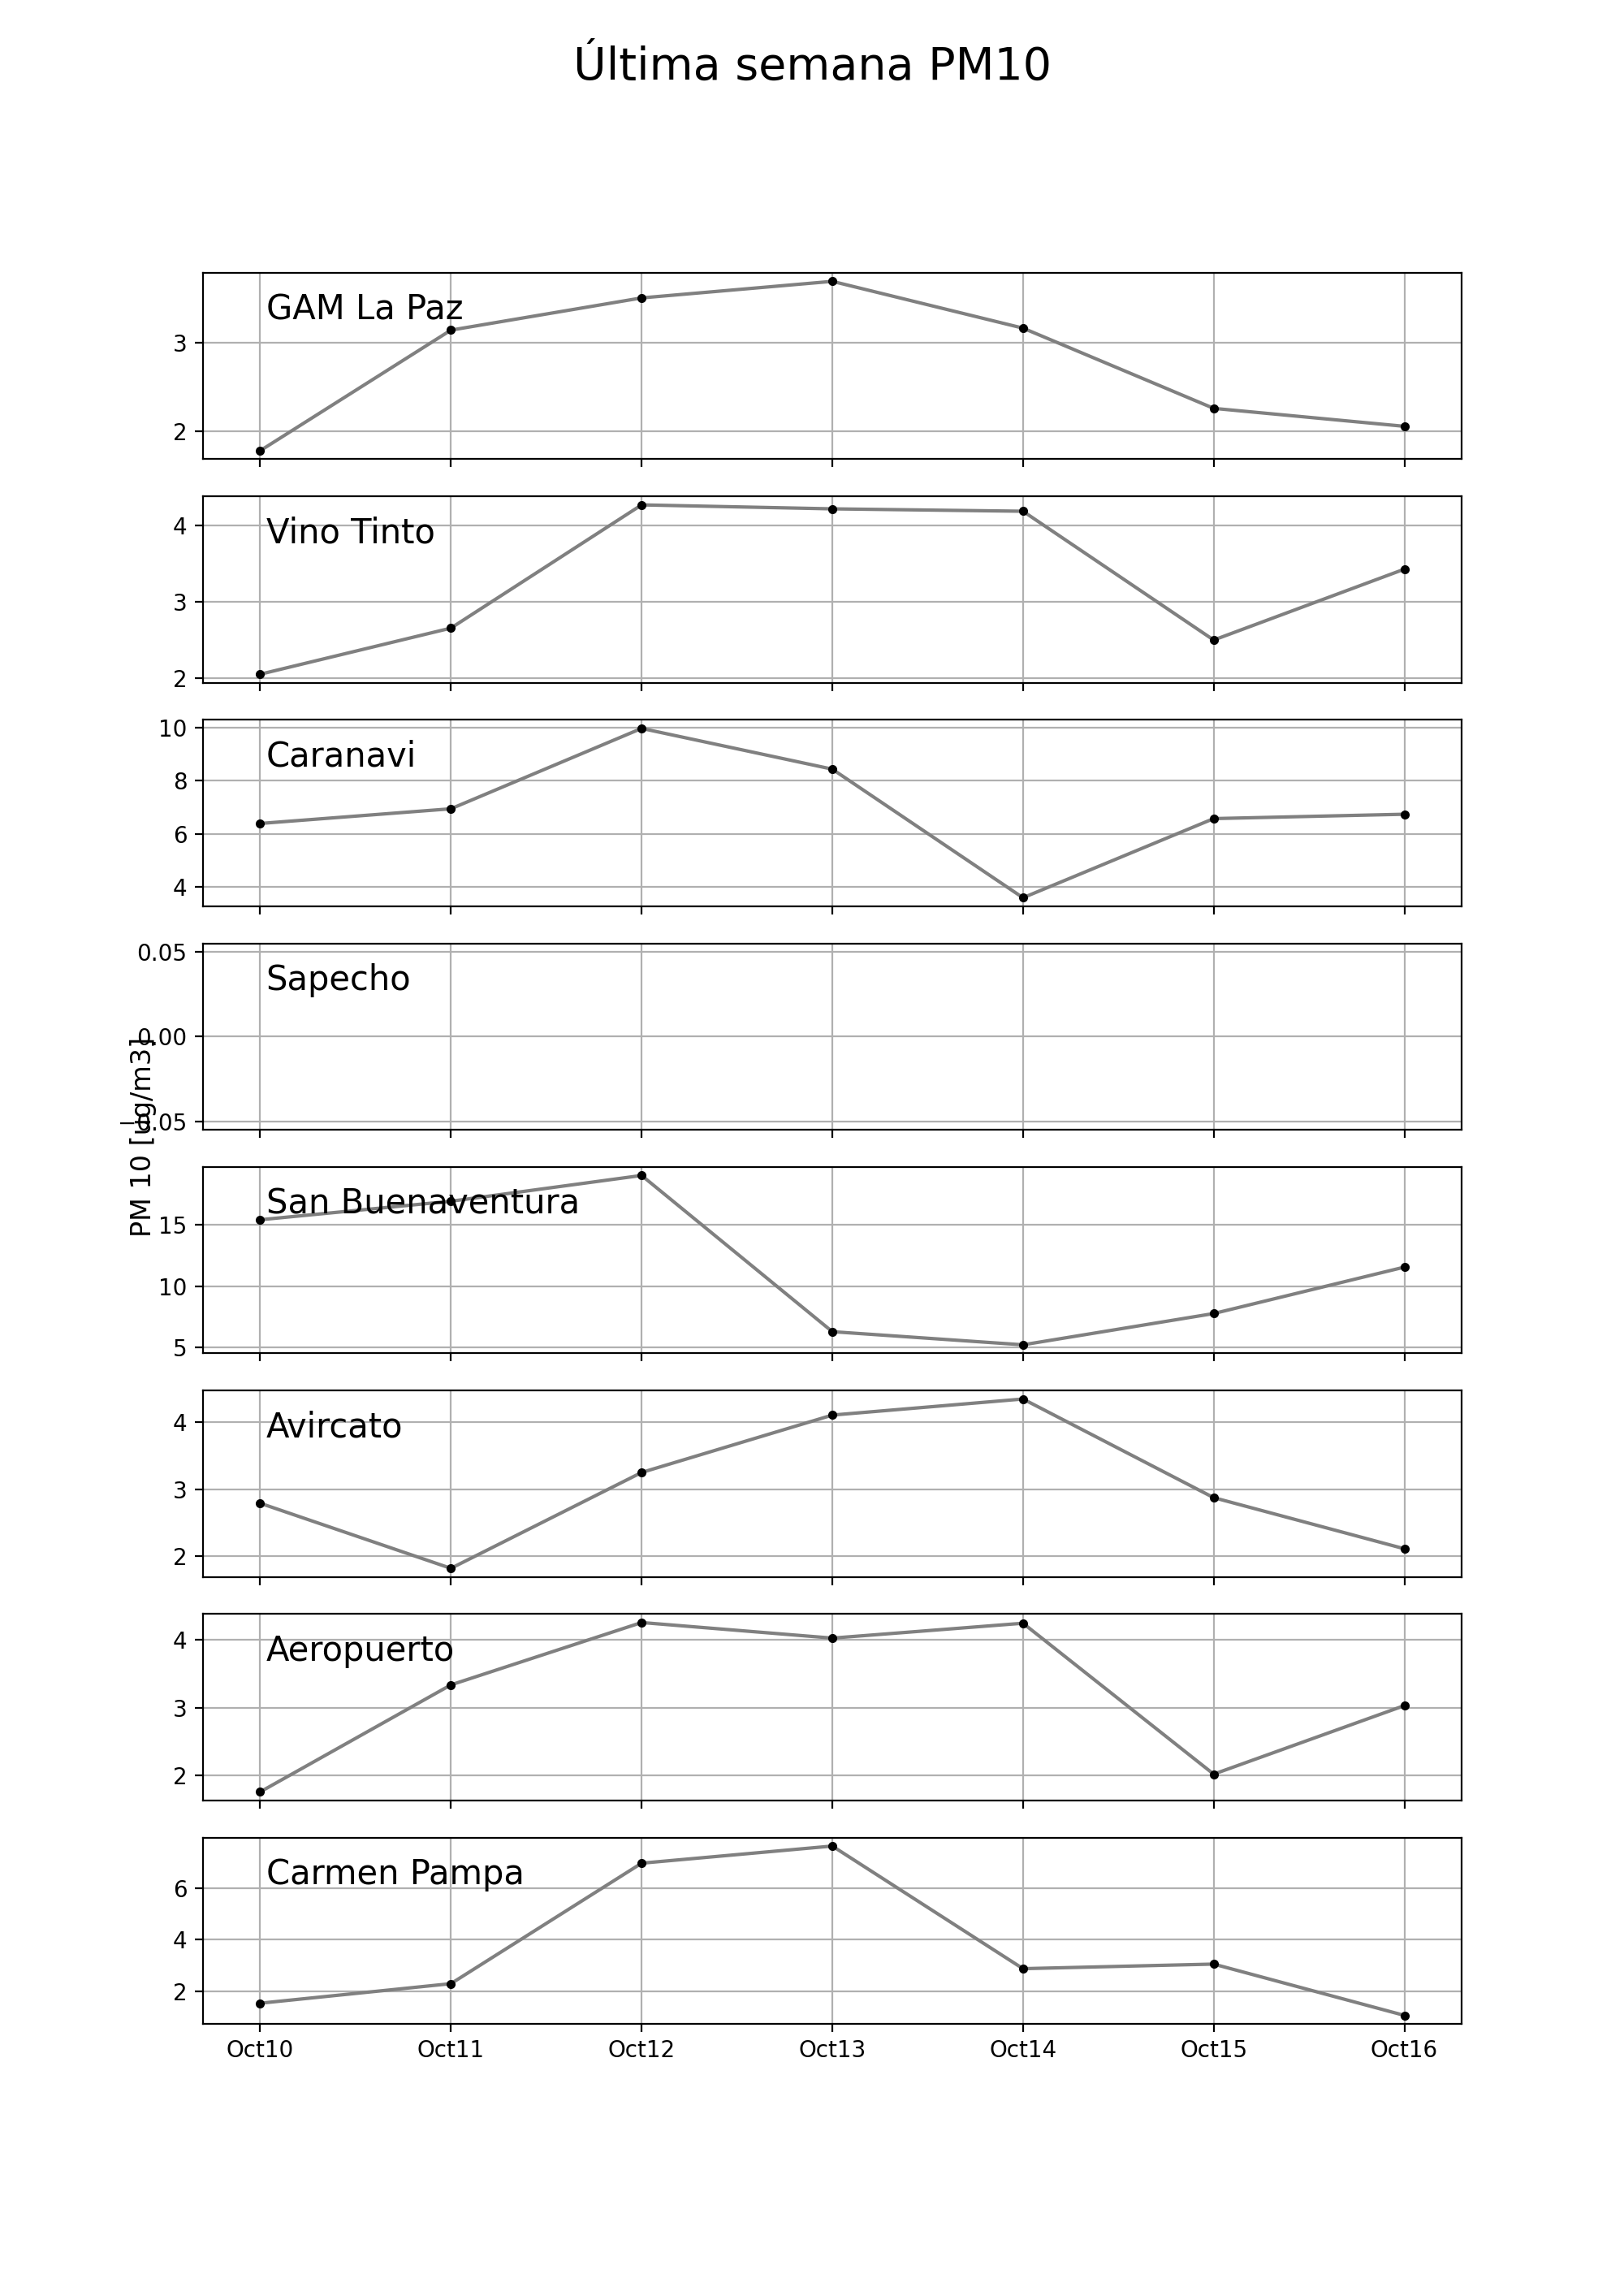 Última semana PM10
GAM La Paz
3
2
Vino Tinto
4
3
2
Caranavi
10
8
6
4
Sapecho
0.05
0.00
−0.05
PM 10 [ug/m3]
San Buenaventura
15
10
5
Avircato
4
3
2
Aeropuerto
4
3
2
Carmen Pampa
6
4
2
Oct10 Oct11 Oct12 Oct13 Oct14 Oct15 Oct16